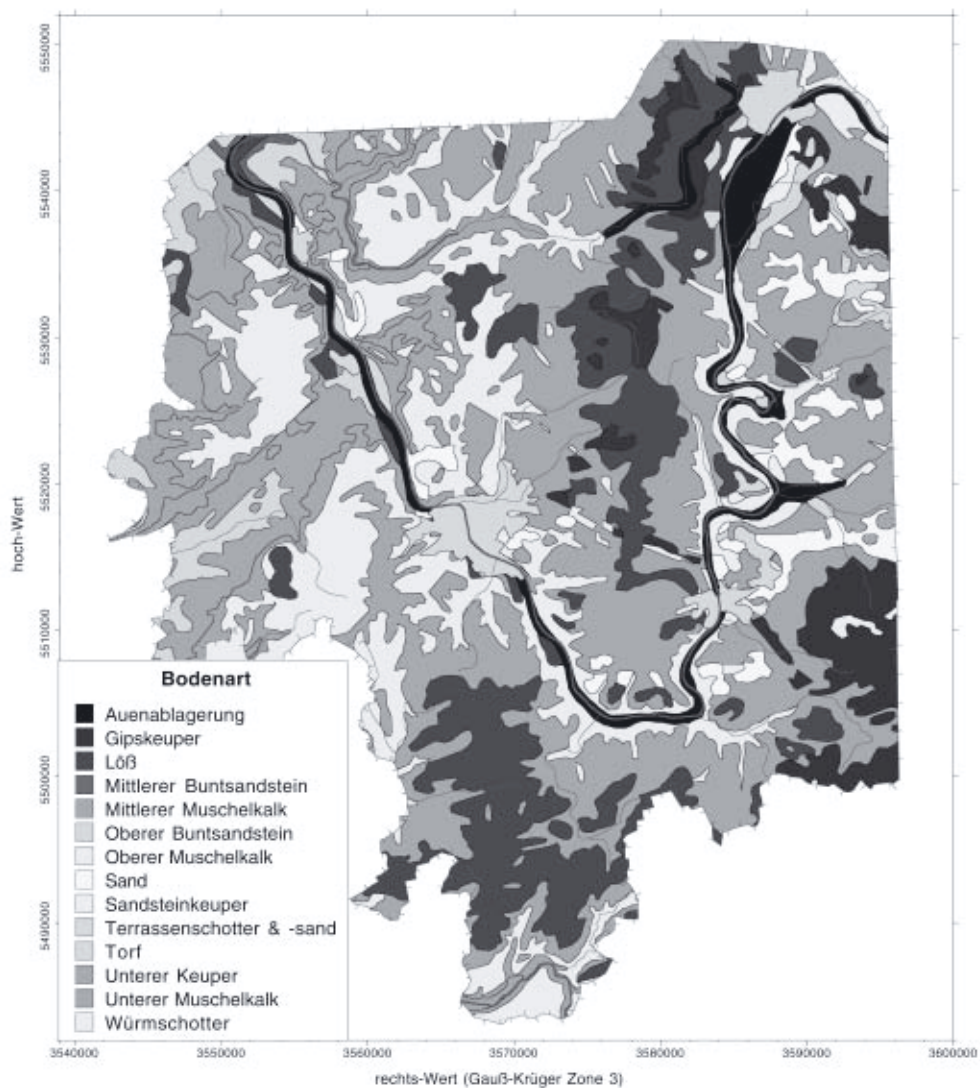 5550000
5540000
5530000
5520000
5510000
5500000
5490000
hoch-Wert
Bodenart
Auenablagerung
Gipskeuper
Löß
Mittlerer Buntsandstein
Mittlerer Muschelkalk
Oberer Buntsandstein
Oberer Muschelkalk
Sand
Sandsteinkeuper
Terrassenschotter & -sand
Torf
Unterer Keuper
Unterer Muschelkalk
Würmschotter
3540000 3550000 3560000 3570000 3580000 3590000 3600000
rechts-Wert (Gauß-Krüger Zone 3)